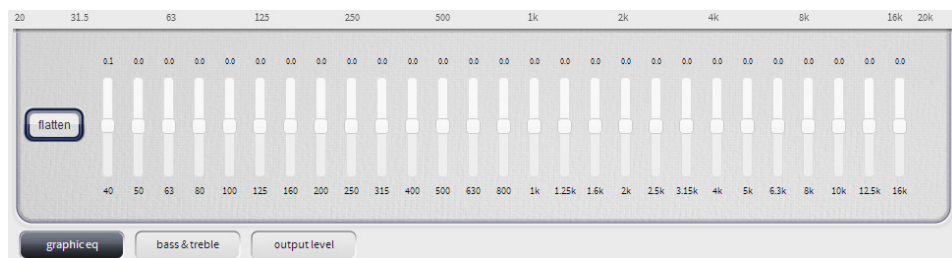 20 31.5 63 125 250 500 1k 2k 4k 8k 16k 20k
0.1 0.0 0.0 0.0 0.0 0.0 0.0 0.0 0.0 0.0 0.0 0.0 0.0 0.0 0.0 0.0 0.0 0.0 0.0 0.0 0.0 0.0 0.0 0.0 0.0 0.0 0.0
flatten
40 50 63 80 100 125 160 200 250 315 400 500 630 800 1k 1.25k 1.6k 2k 2.5k 3.15k 4k 5k 6.3k 8k 10k 12.5k 16k
graphic eq bass & treble output level